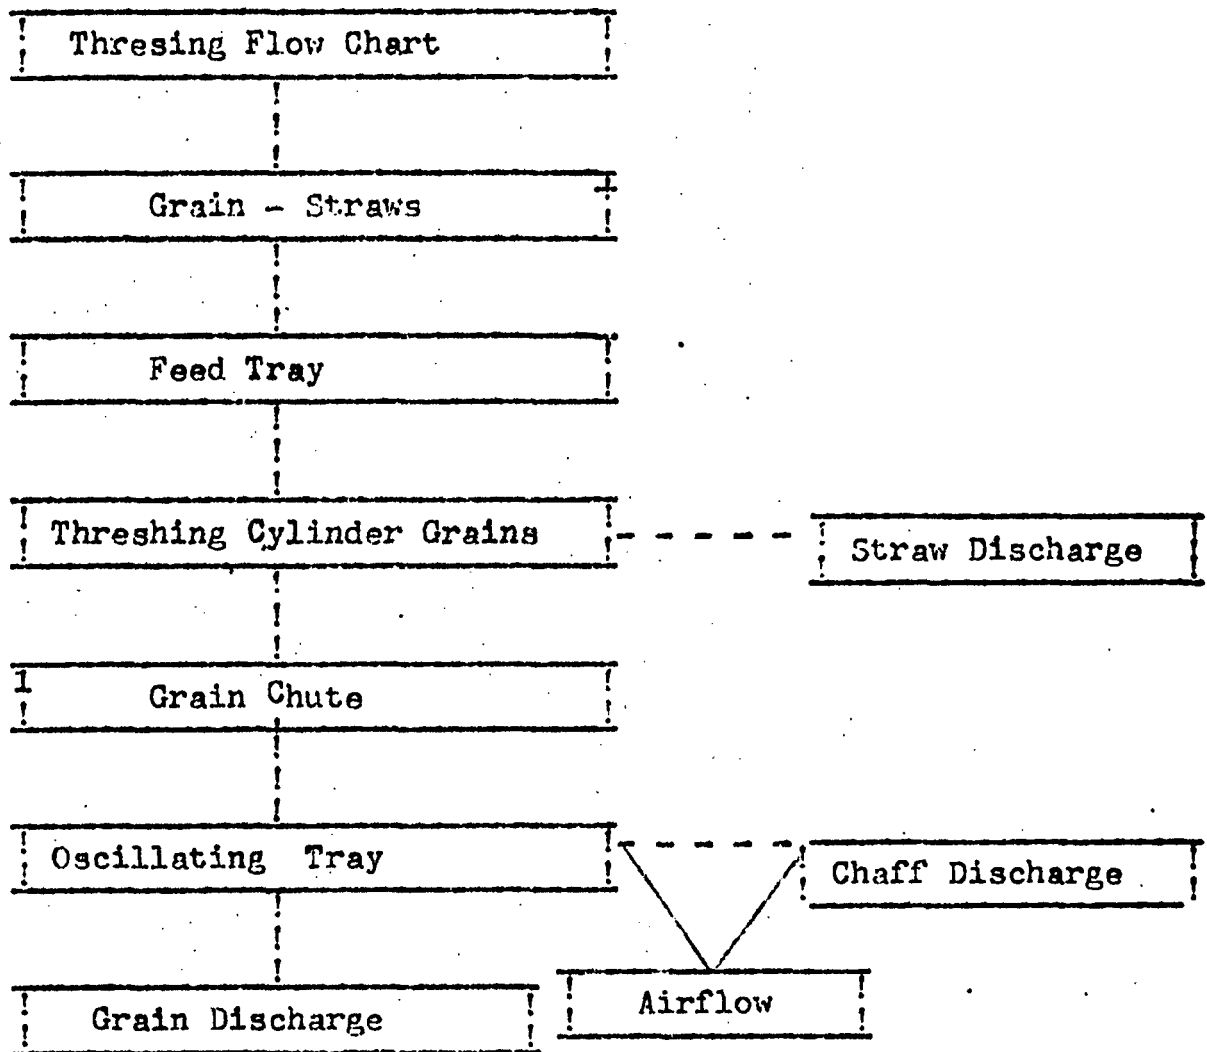 Thresing Flow Chart
Grain - Straws
Feed Tray
Threshing Cylinder Grains
Straw Discharge
Grain Chute
Oscillating Tray
Chaff Discharge
Airflow
Grain Discharge